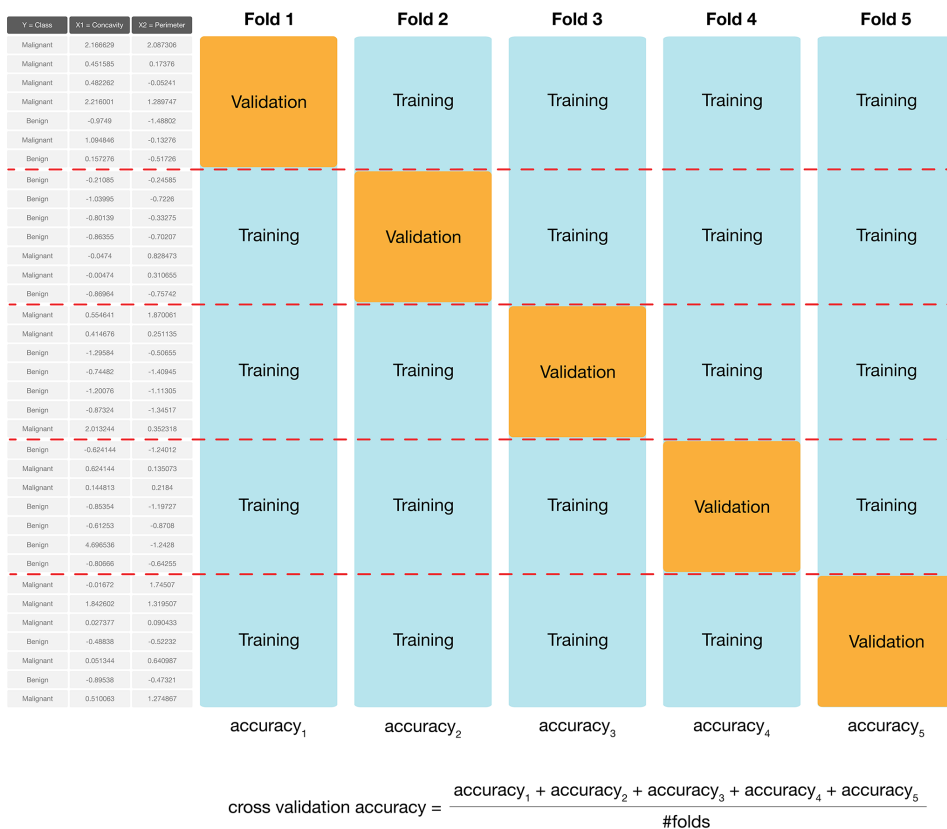 Fold 1 Fold 2 Fold 3 Fold 4 Fold 5
Y = Class X1 = Concavity X2 = Perimeter
Malignant 2.166629 2.087306
Malignant 0.451585 0.17376
Malignant 0.482262 -0.05241
Malignant 2.216001 1.289747
Validation Training Training Training Training
Benign -0.9749 -1.48802
Malignant 1.094846 -0.13276
Benign 0.157276 -0.51726
Benign -0.21085 -0.24585
Benign -1.03995 -0.7226
Benign -0.80139 -0.33275
Benign -0.86355 -0.70207
Training Validation Training Training Training
Malignant -0.0474 0.828473
Malignant -0.00474 0.310655
Benign -0.86964 -0.75742
Malignant 0.554641 1.870061
Malignant 0.414676 0.251135
Benign -1.29584 -0.50655
Benign -0.74482 -1.40945
Training Training Validation Training Training
Benign -1.20076 -1.11305
Benign -0.87324 -1.34517
Malignant 2.013244 0.352318
Benign -0.624144 -1.24012
Malignant 0.624144 0.135073
Malignant 0.144813 0.2184
Benign -0.85354 -1.19727
Training Training Training Validation Training
Benign -0.61253 -0.8708
Benign 4.696536 -1.2428
Benign -0.80666 -0.64255
Malignant -0.01672 1.74507
Malignant 1.842602 1.319507
Malignant 0.027377 0.090433
Benign -0.48838 -0.52232
Training Training Training Training Validation
Malignant 0.051344 0.640987
Benign -0.89538 -0.47321
Malignant 0.510063 1.274867
accuracy₁ accuracy₂ accuracy₃ accuracy₄ accuracy₅
accuracy₁ + accuracy₂ + accuracy₃ + accuracy₄ + accuracy₅
cross validation accuracy =
#folds